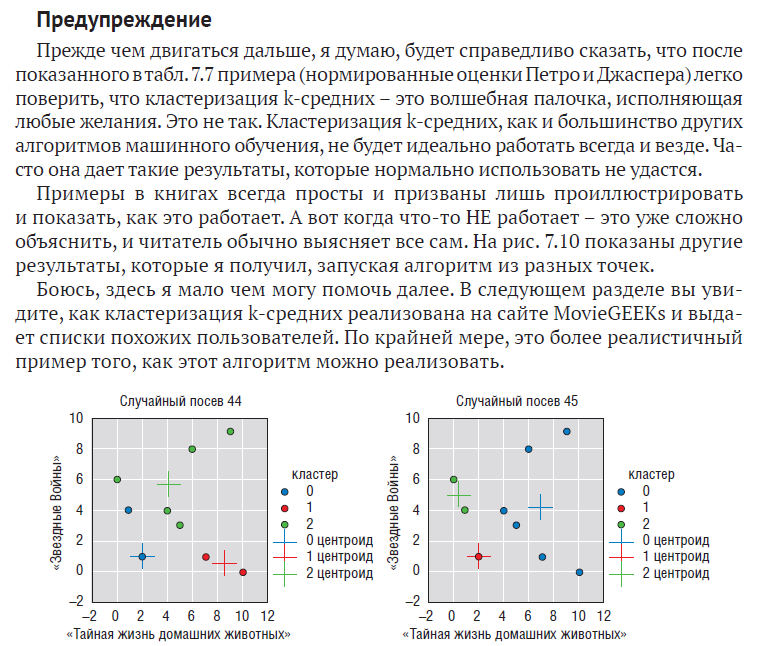 Предупреждение
Прежде чем двигаться дальше, я думаю, будет справедливо сказать, что после
показанного в табл. 7.7 примера (нормированные оценки Петро и Джаспера) легко
поверить, что кластеризация k-средних – это волшебная палочка, исполняющая
любые желания. Это не так. Кластеризация k-средних, как и большинство других
алгоритмов машинного обучения, не будет идеально работать всегда и везде. Ча-
сто она дает такие результаты, которые нормально использовать не удастся.
Примеры в книгах всегда просты и призваны лишь проиллюстрировать
и показать, как это работает. А вот когда что-то НЕ работает – это уже сложно
объяснить, и читатель обычно выясняет все сам. На рис. 7.10 показаны другие
результаты, которые я получил, запуская алгоритм из разных точек.
Боюсь, здесь я мало чем могу помочь далее. В следующем разделе вы уви-
дите, как кластеризация k-средних реализована на сайте MovieGEEKs и выда-
ет списки похожих пользователей. По крайней мере, это более реалистичный
пример того, как этот алгоритм можно реализовать.
Случайный посев 44
10
8
6
4
2
0
–2
–2 0 2 4 6 8 10 12
«Звездные Войны»
«Тайная жизнь домашних животных»
кластер
0
1
2
0 центроид
1 центроид
2 центроид
Случайный посев 45
10
8
6
4
2
0
–2
–2 0 2 4 6 8 10 12
«Звездные Войны»
«Тайная жизнь домашних животных»
кластер
0
1
2
0 центроид
1 центроид
2 центроид